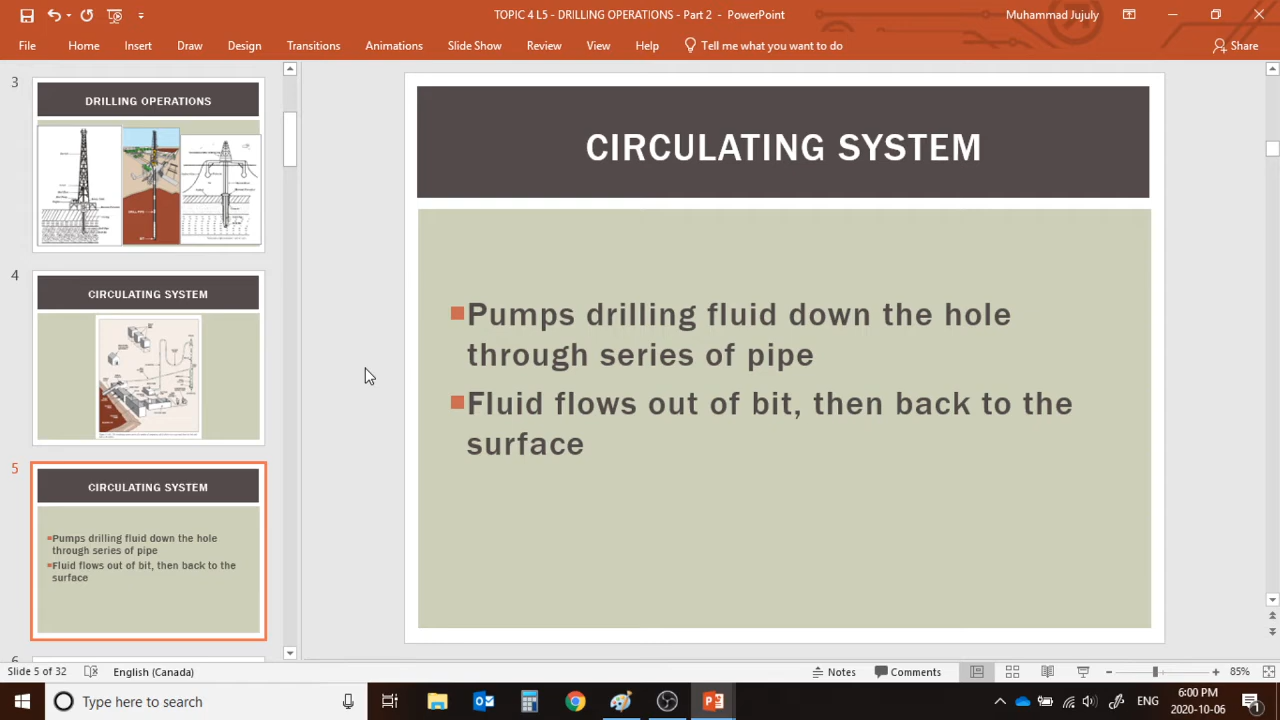 TOPIC 4 L5 - DRILLING OPERATIONS - Part 2 - PowerPoint
Muhammad Jujuly
File Home Insert Draw Design Transitions Animations Slide Show Review View Help Tell me what you want to do Share
3
DRILLING OPERATIONS
4
CIRCULATING SYSTEM
5
CIRCULATING SYSTEM
Pumps drilling fluid down the hole
through series of pipe
Fluid flows out of bit, then back to the
surface
CIRCULATING SYSTEM
Pumps drilling fluid down the hole
through series of pipe
Fluid flows out of bit, then back to the
surface
Slide 5 of 32 English (Canada) Notes Comments 85%
Type here to search
ENG
6:00 PM
2020-10-06